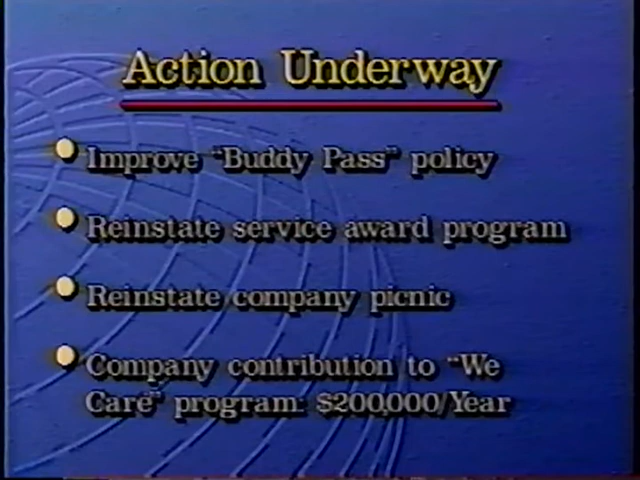 Action Underway
Improve "Buddy Pass" policy
Reinstate service award program
Reinstate company picnic
Company contribution to "We
Care" program: $200,000/Year